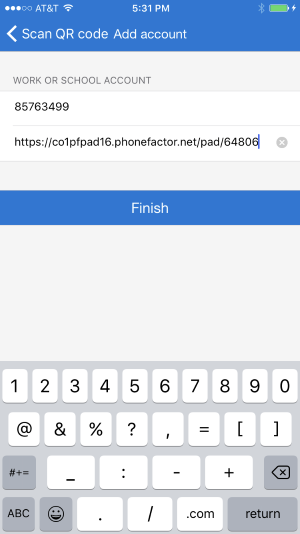 AT&T 5:31 PM
Scan QR code Add account
WORK OR SCHOOL ACCOUNT
85763499
https://co1pfpad16.phonefactor.net/pad/64806
Finish
1 2 3 4 5 6 7 8 9 0
@ & % ? , = [ ]
#+= _ : - + 
ABC . / .com return